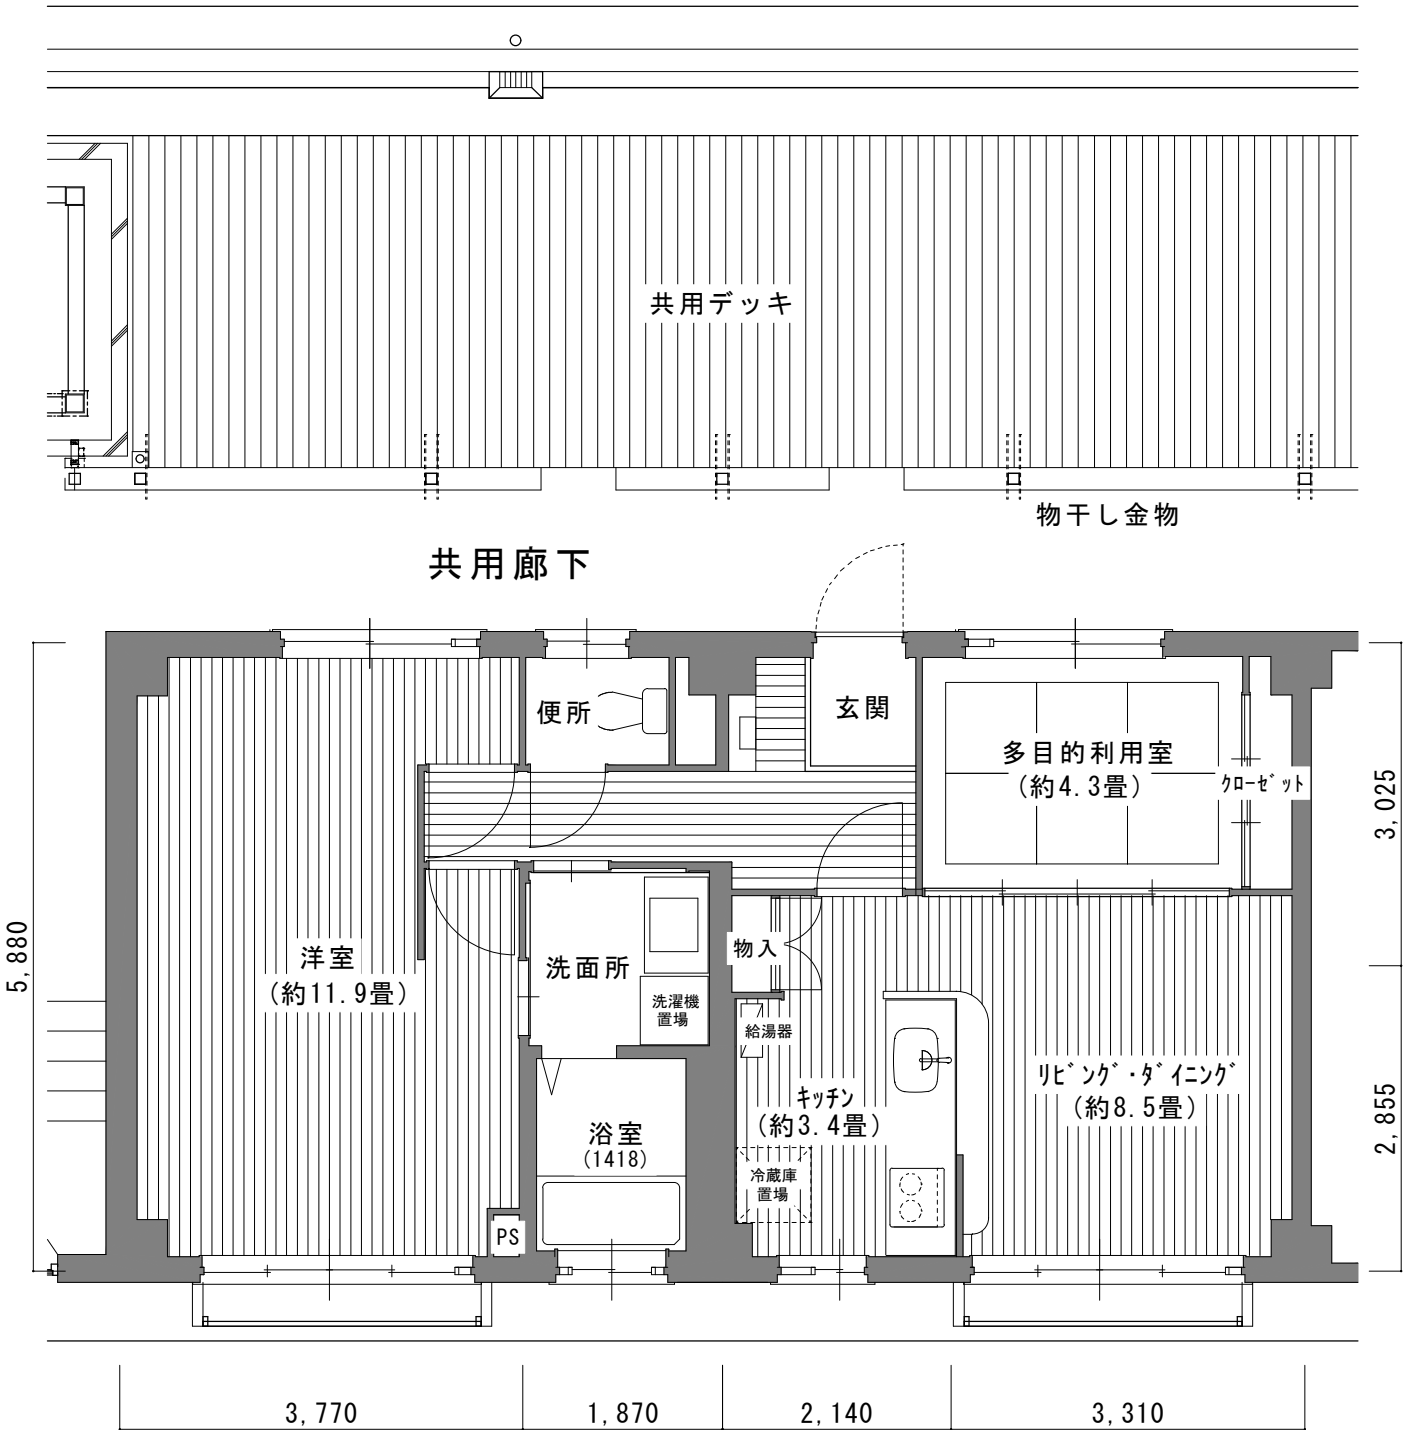 共用デッキ
物干し金物
共用廊下
便所
玄関
多目的利用室
(約4.3畳)
クローゼット
3,025
5,880
洋室
(約11.9畳)
洗面所
洗濯機
置場
物入
給湯器
キッチン
(約3.4畳)
リビング・ダイニング
(約8.5畳)
2,855
浴室
(1418)
冷蔵庫
置場
PS
3,770
1,870
2,140
3,310